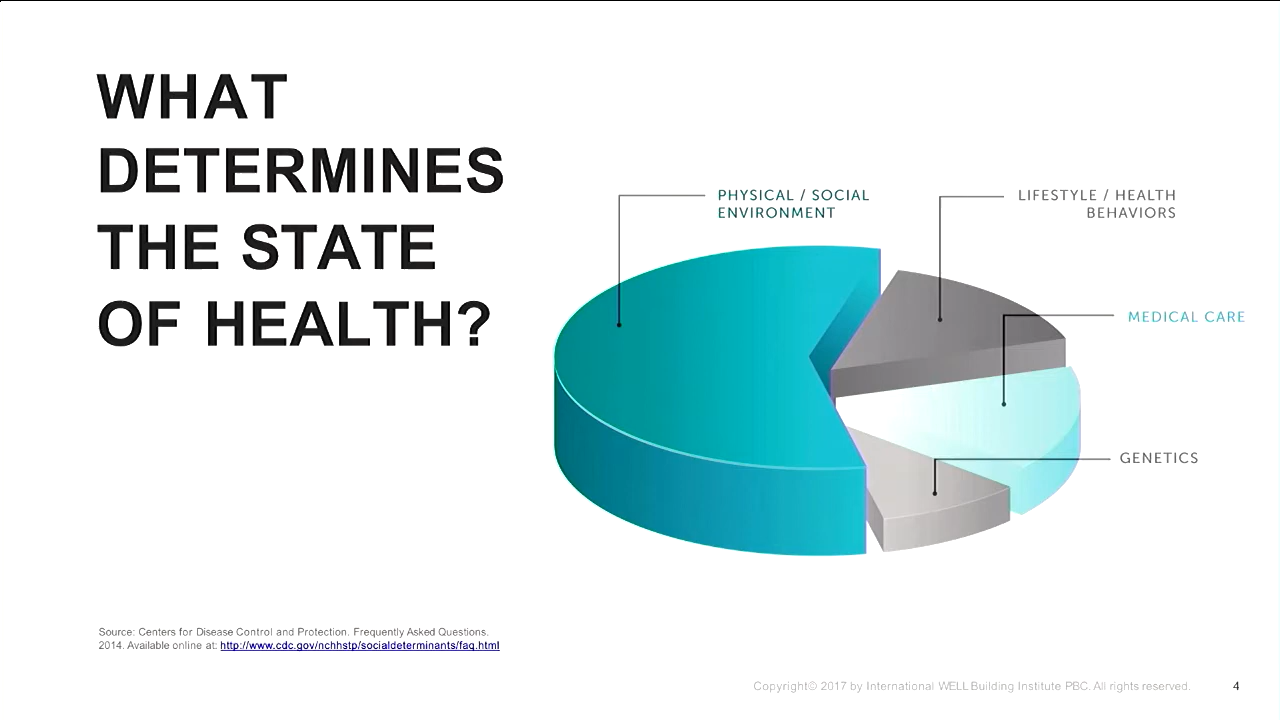 WHAT
DETERMINES
THE STATE
OF HEALTH?
PHYSICAL / SOCIAL
ENVIRONMENT
LIFESTYLE / HEALTH
BEHAVIORS
MEDICAL CARE
GENETICS
Source: Centers for Disease Control and Protection. Frequently Asked Questions.
2014. Available online at: http://www.cdc.gov/nchhstp/socialdeterminants/faq.html
Copyright© 2017 by International WELL Building Institute PBC. All rights reserved.
4